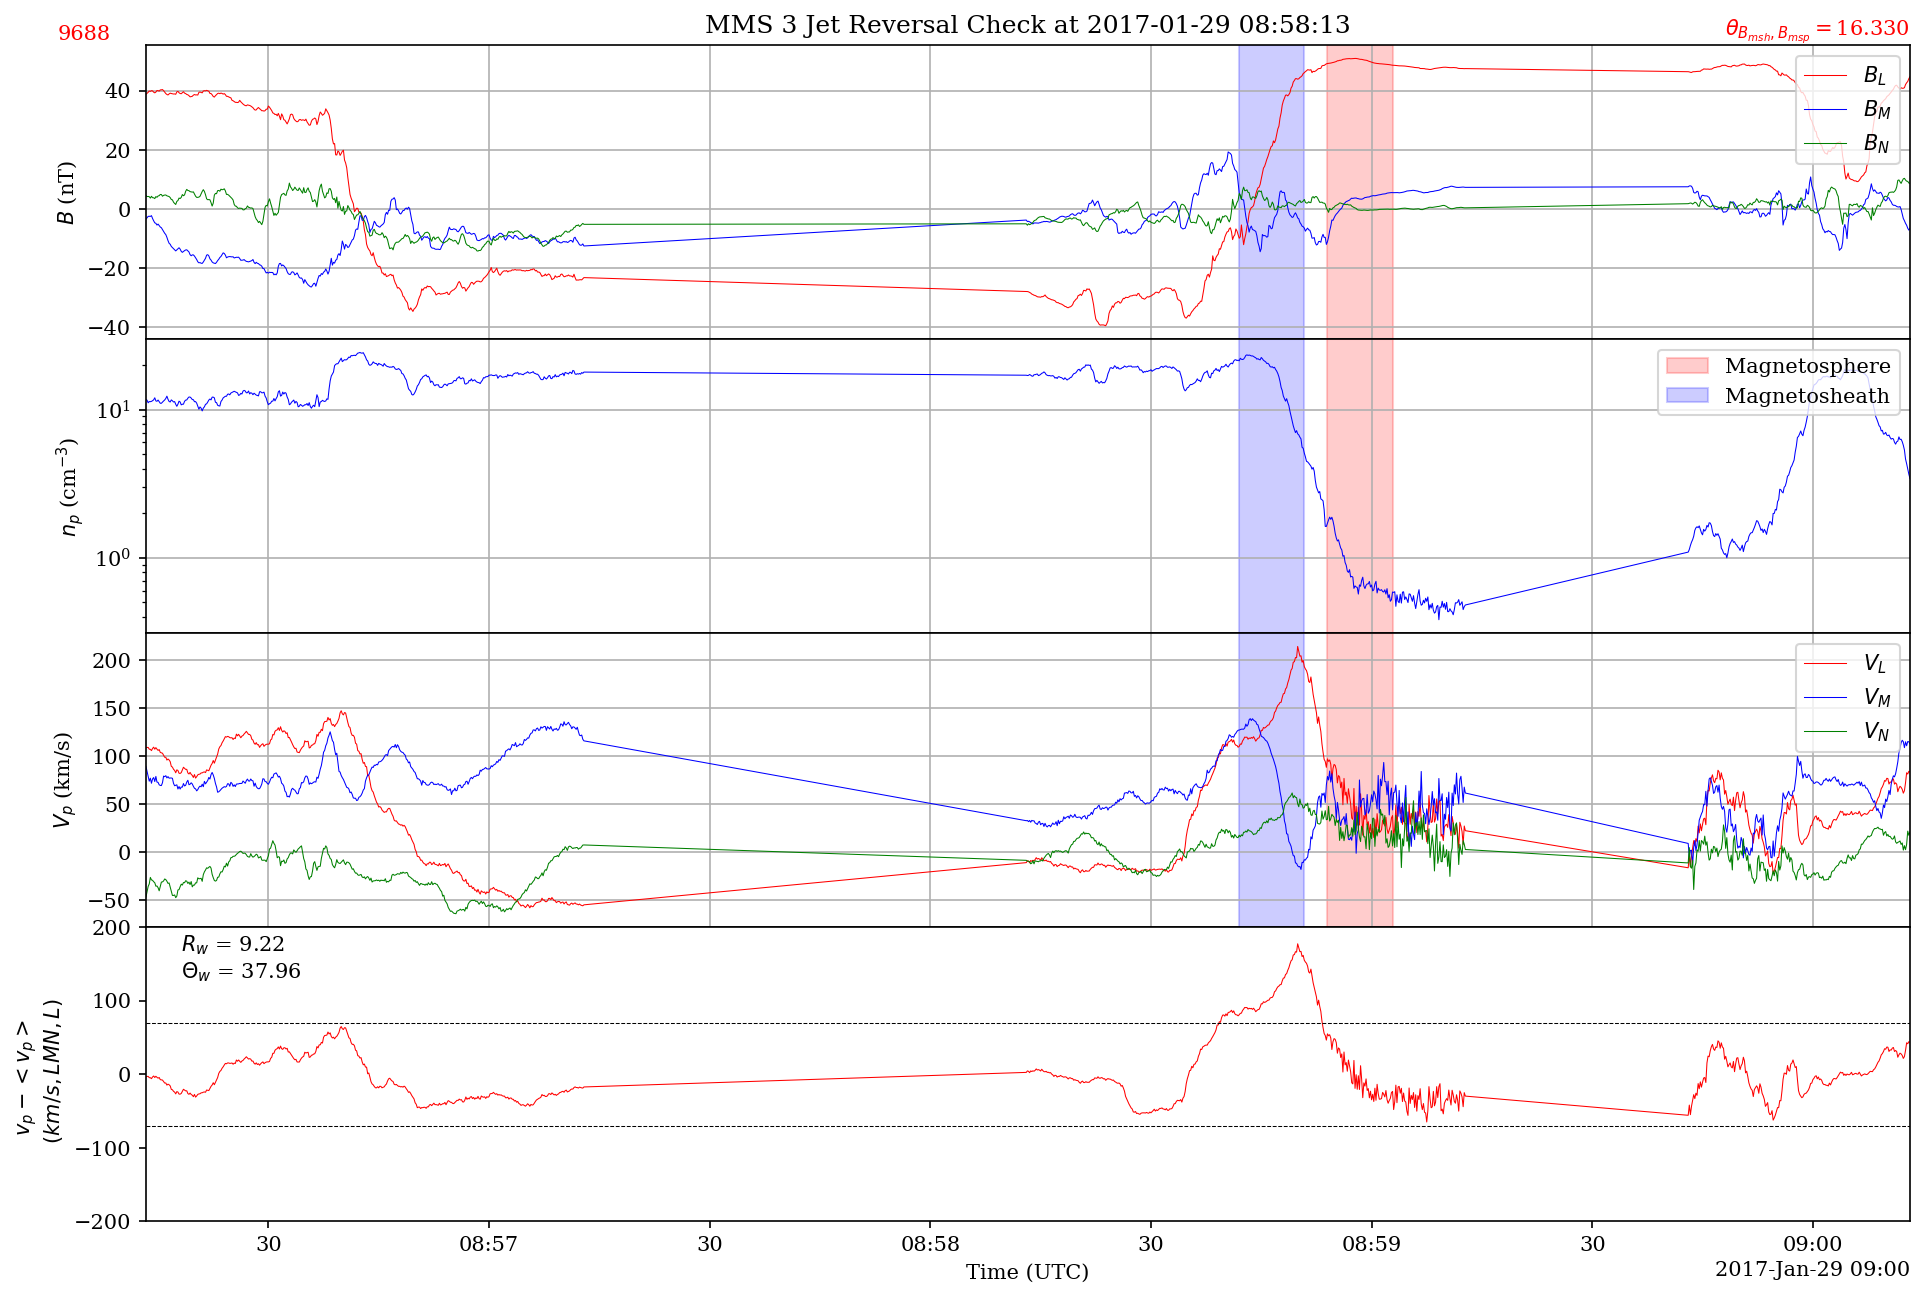 MMS 3 Jet Reversal Check at 2017-01-29 08:58:13
9688
θ_{B_{msh}, B_{msp}} = 16.330
B (nT)
40
20
0
−20
−40
B_L
B_M
B_N
n_p (cm^{−3})
10^1
10^0
Magnetosphere
Magnetosheath
V_p (km/s)
200
150
100
50
0
−50
V_L
V_M
V_N
v_p − < v_p >
(km/s, LMN, L)
200
100
0
−100
−200
R_w = 9.22
Θ_w = 37.96
30
08:57
30
08:58
30
08:59
30
09:00
Time (UTC)
2017-Jan-29 09:00